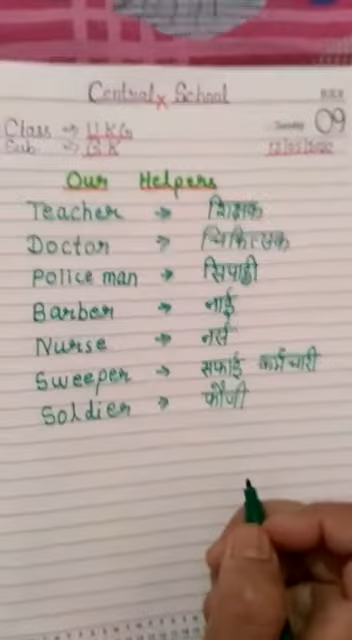 Central x School
Class → U.K.G
Sub → G.K
Tuesday 09
Our Helpers
Teacher → शिक्षक
Doctor → चिकित्सक
Police man → सिपाही
Barber → नाई
Nurse → नर्स
Sweeper → सफाई कर्मचारी
Soldier → फौजी